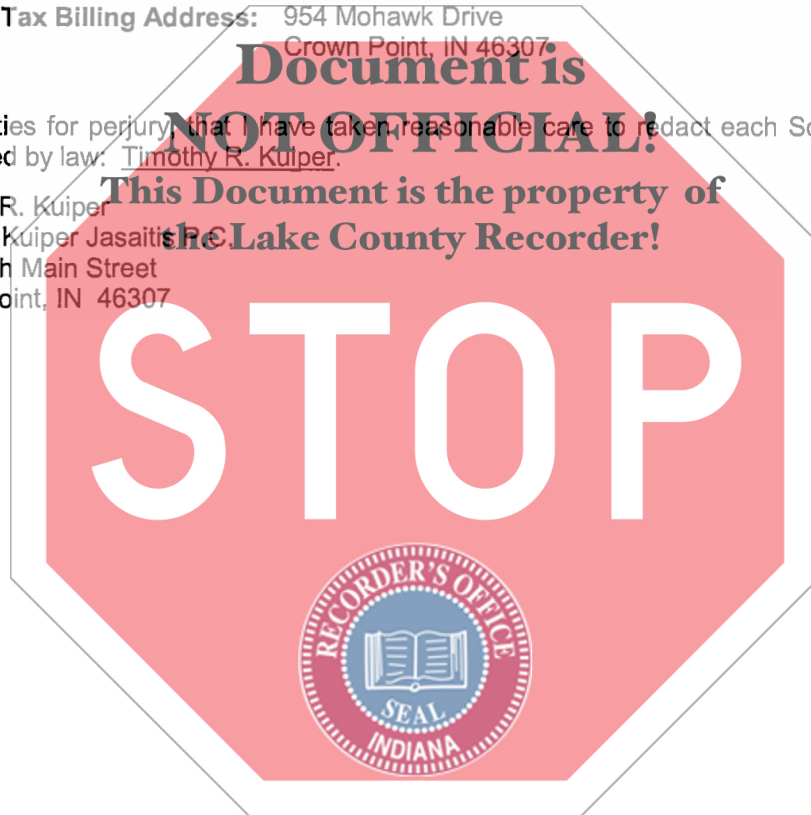 Tax Billing Address: 954 Mohawk Drive
Crown Point, IN 46307
Document is
ties for perjury, that I have taken reasonable care to redact each So
NOT OFFICIAL!
ed by law: Timothy R. Kuiper.
This Document is the property of
R. Kuiper
the Lake County Recorder!
Kuiper Jasaitis P.C.
h Main Street
oint, IN 46307
STOP
RECORDER'S OFFICE
SEAL
INDIANA